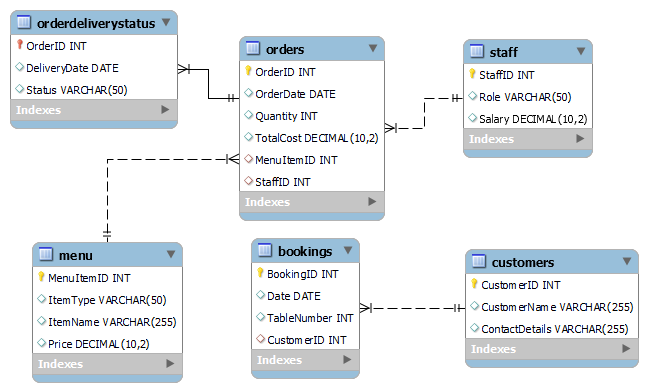 orderdeliverystatus
OrderID INT
DeliveryDate DATE
Status VARCHAR(50)
Indexes
orders
OrderID INT
OrderDate DATE
Quantity INT
TotalCost DECIMAL(10,2)
MenuItemID INT
StaffID INT
Indexes
staff
StaffID INT
Role VARCHAR(50)
Salary DECIMAL(10,2)
Indexes
menu
MenuItemID INT
ItemType VARCHAR(50)
ItemName VARCHAR(255)
Price DECIMAL(10,2)
Indexes
bookings
BookingID INT
Date DATE
TableNumber INT
CustomerID INT
Indexes
customers
CustomerID INT
CustomerName VARCHAR(255)
ContactDetails VARCHAR(255)
Indexes